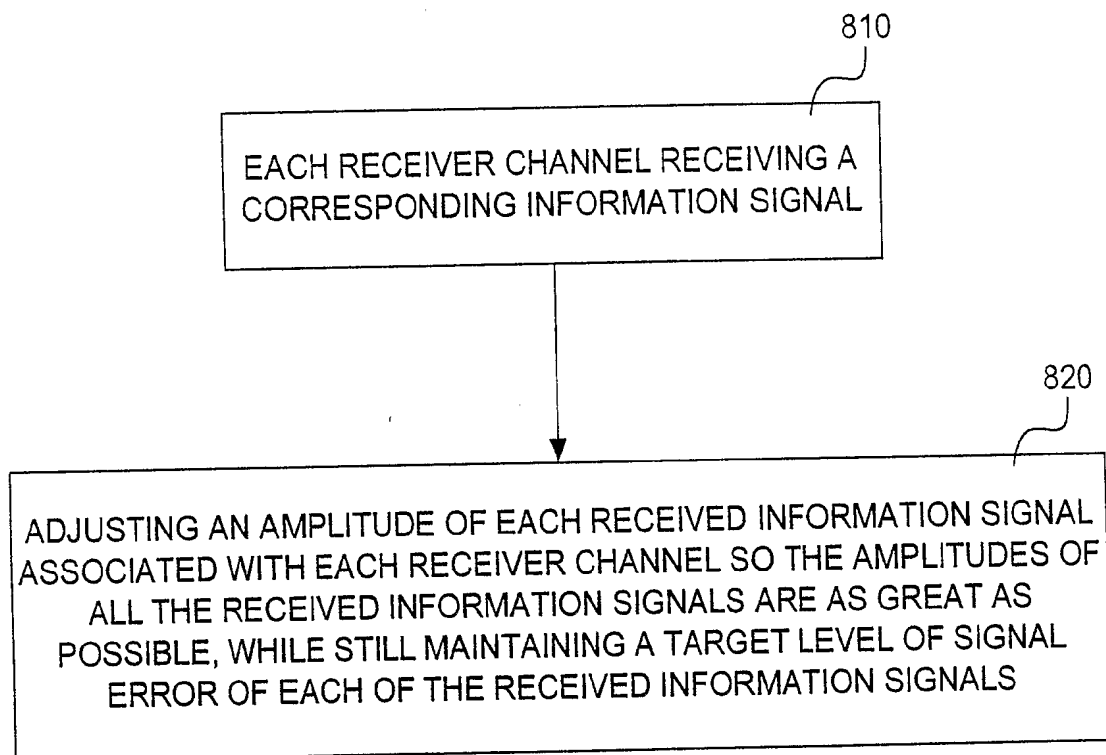 810
EACH RECEIVER CHANNEL RECEIVING A
CORRESPONDING INFORMATION SIGNAL
820
ADJUSTING AN AMPLITUDE OF EACH RECEIVED INFORMATION SIGNAL
ASSOCIATED WITH EACH RECEIVER CHANNEL SO THE AMPLITUDES OF
ALL THE RECEIVED INFORMATION SIGNALS ARE AS GREAT AS
POSSIBLE, WHILE STILL MAINTAINING A TARGET LEVEL OF SIGNAL
ERROR OF EACH OF THE RECEIVED INFORMATION SIGNALS